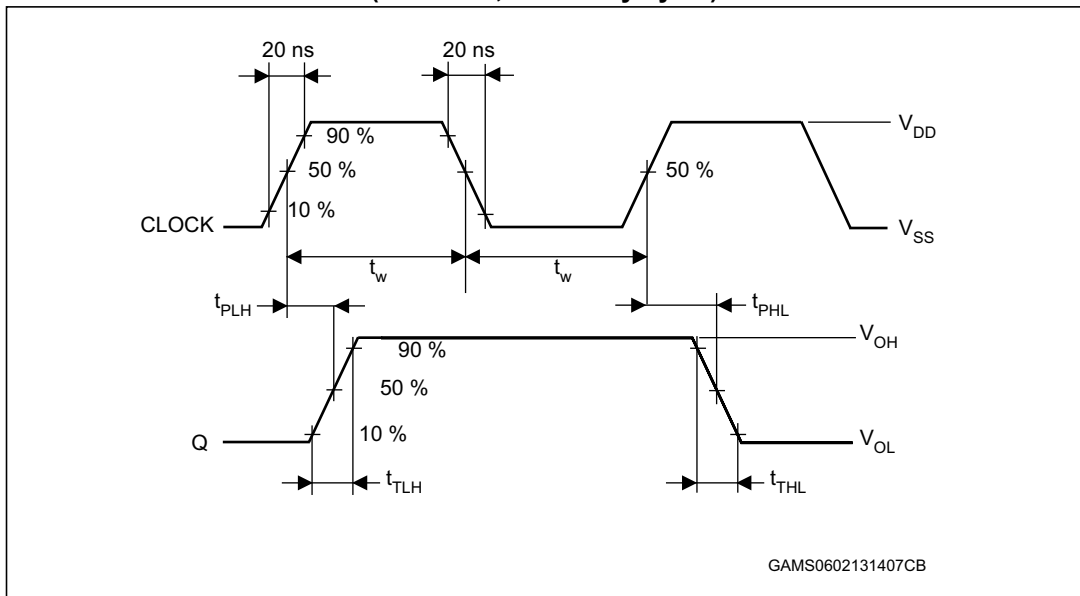 20 ns
20 ns
90 %
50 %
10 %
50 %
V_DD
CLOCK
V_SS
t_w
t_w
t_PLH
t_PHL
90 %
50 %
10 %
V_OH
Q
V_OL
t_TLH
t_THL
GAMS0602131407CB